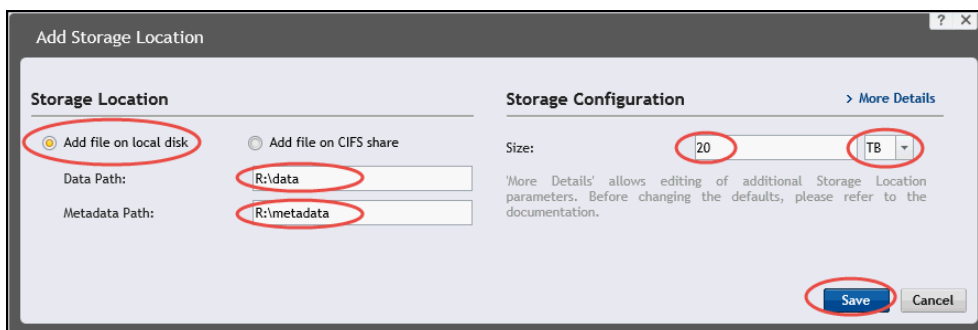 ? X
Add Storage Location
Storage Location
Add file on local disk
Add file on CIFS share
Data Path:
R:\data
Metadata Path:
R:\metadata
Storage Configuration
> More Details
Size:
20
TB
'More Details' allows editing of additional Storage Location
parameters. Before changing the defaults, please refer to the
documentation.
Save
Cancel